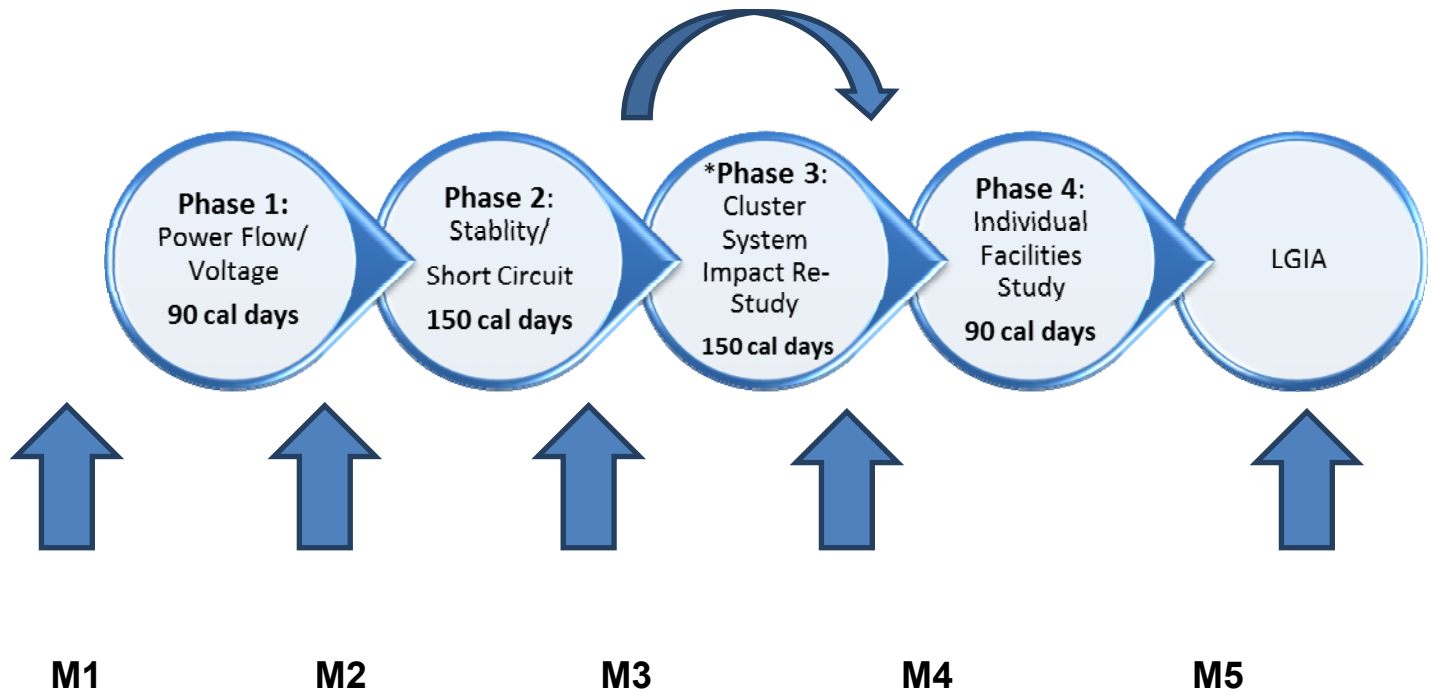 Phase 1:
Power Flow/
Voltage
90 cal days
Phase 2:
Stablity/
Short Circuit
150 cal days
*Phase 3:
Cluster
System
Impact Re-
Study
150 cal days
Phase 4:
Individual
Facilities
Study
90 cal days
LGIA
M1
M2
M3
M4
M5